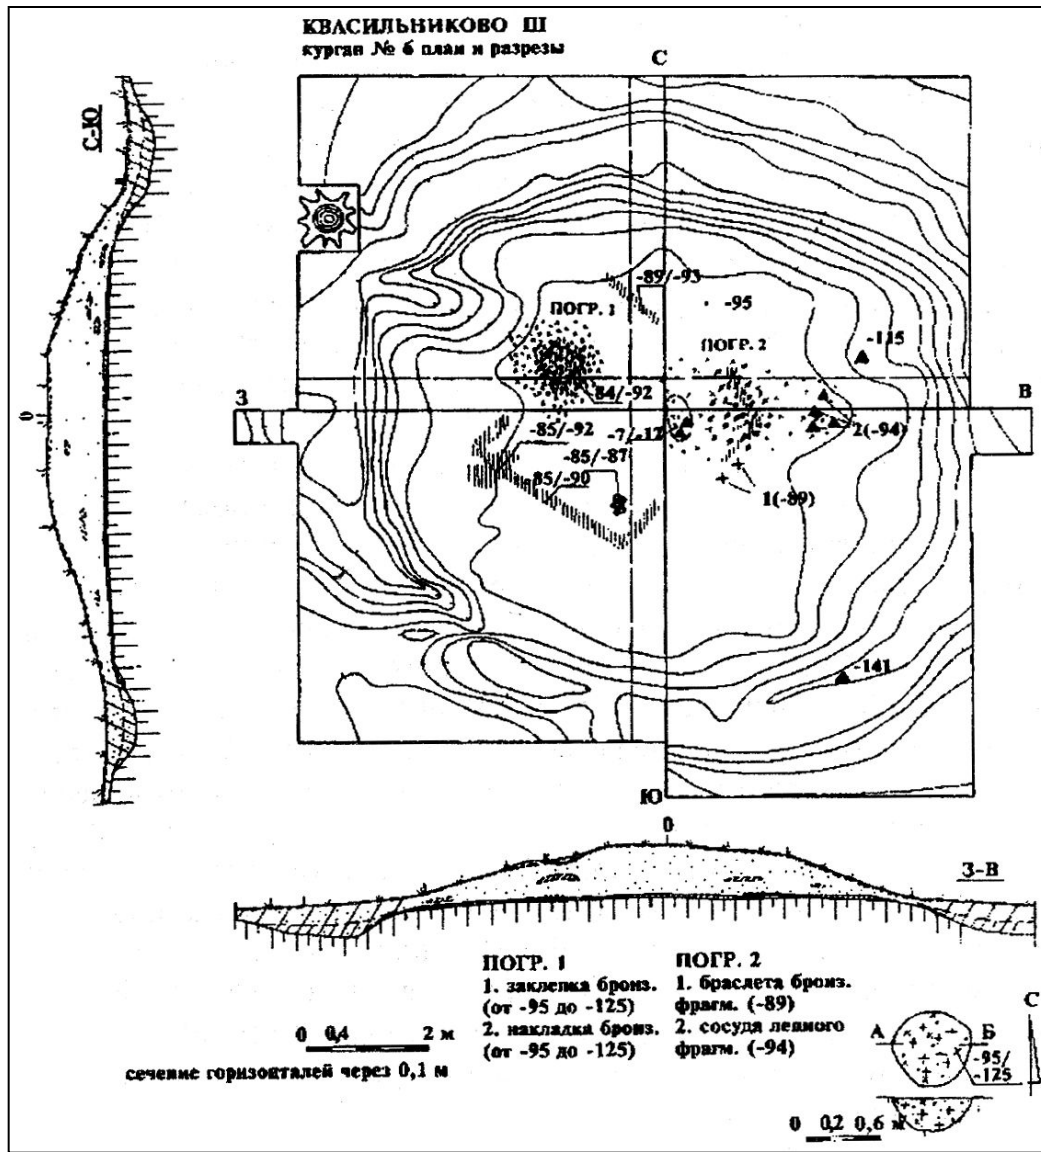 КВАСИЛЬНИКОВО III
курган № 6 план и разрезы
С
С-Ю
-89/-93
-95
ПОГР. 1
ПОГР. 2
-115
0
З
В
84/-92
-85/-92
-7/-12
2(-94)
-85/-87
85/-90
1(-89)
-141
Ю
0
З-В
ПОГР. 1
1. заклепка бронз.
(от -95 до -125)
2. накладка бронз.
(от -95 до -125)
ПОГР. 2
1. браслета бронз.
фрагм. (-89)
2. сосуда лепного
фрагм. (-94)
0 0,4 2 м
сечение горизонталей через 0,1 м
С
А
Б
-95/
-125
0 0,2 0,6 м